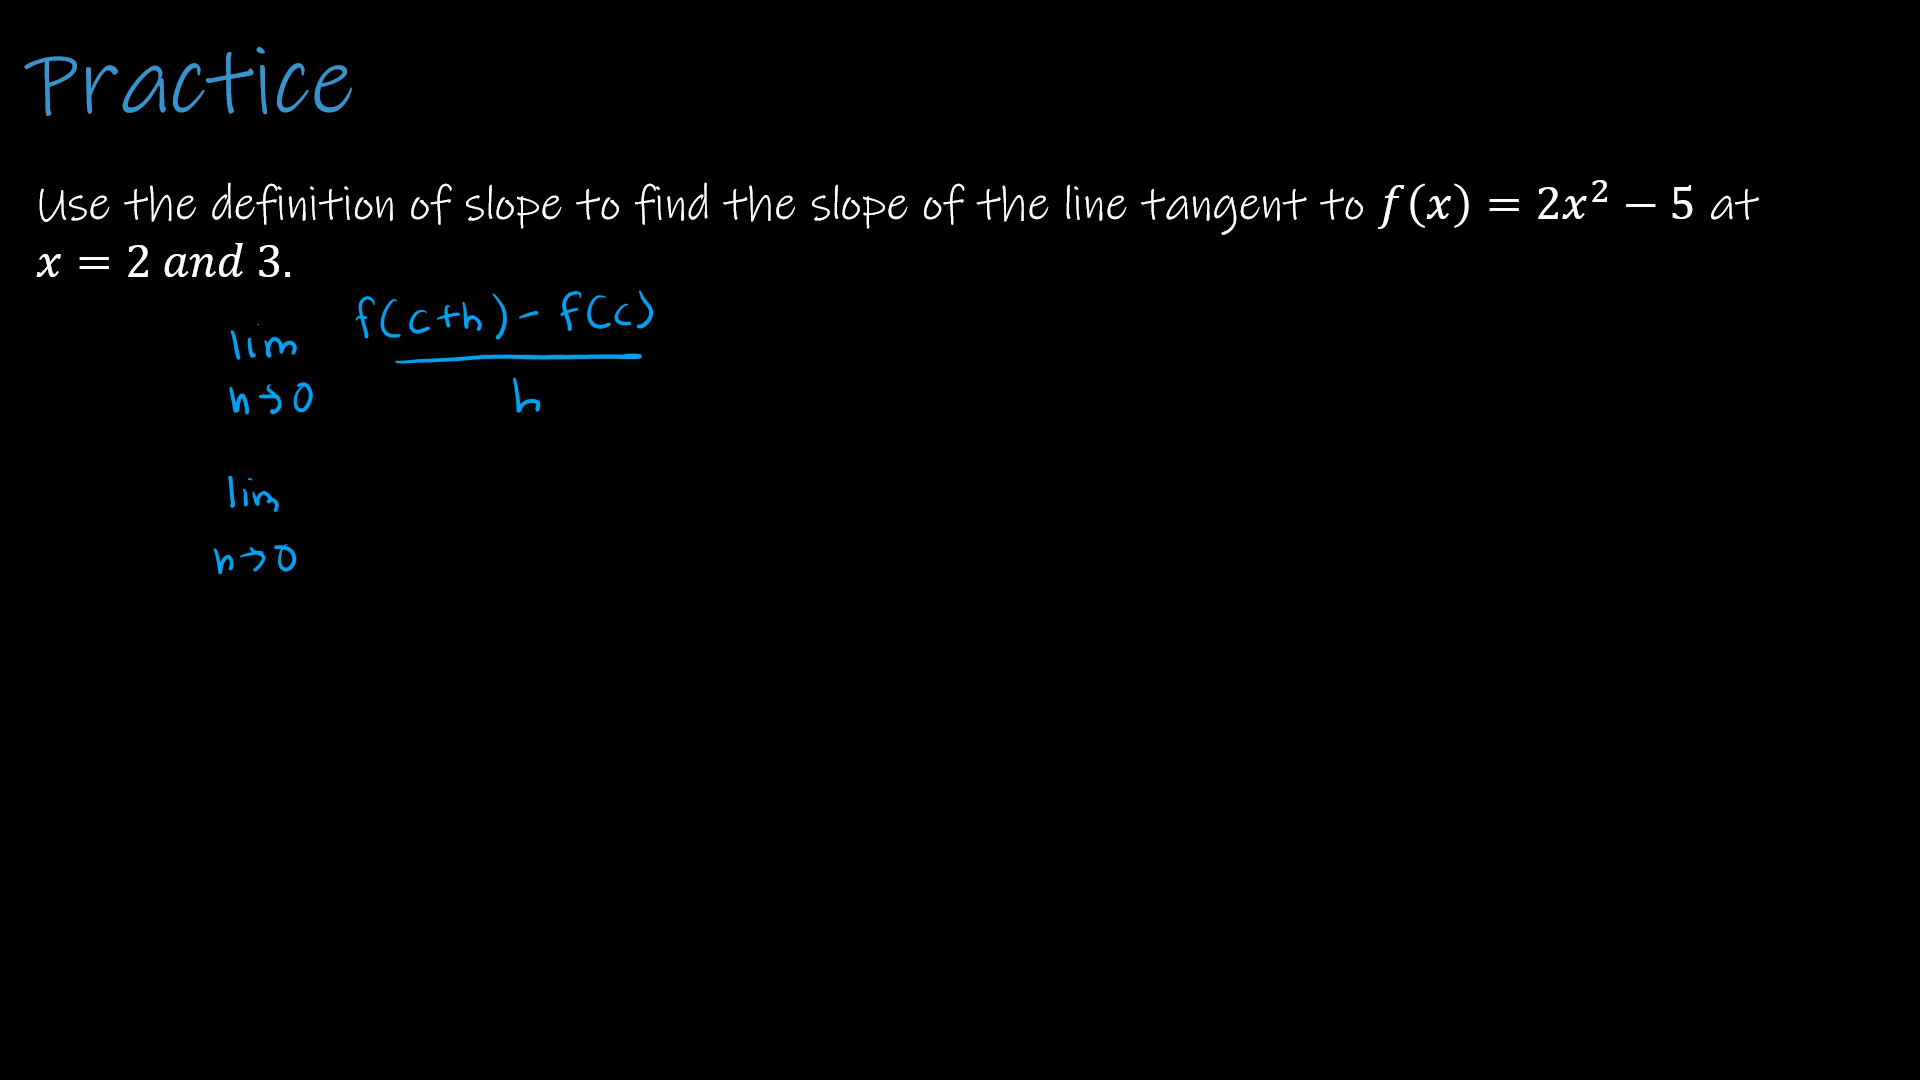 Practice
Use the definition of slope to find the slope of the line tangent to f(x) = 2x² − 5 at
x = 2 and 3.
f(c+h) - f(c)
lim
h→0
h
lim
h→0